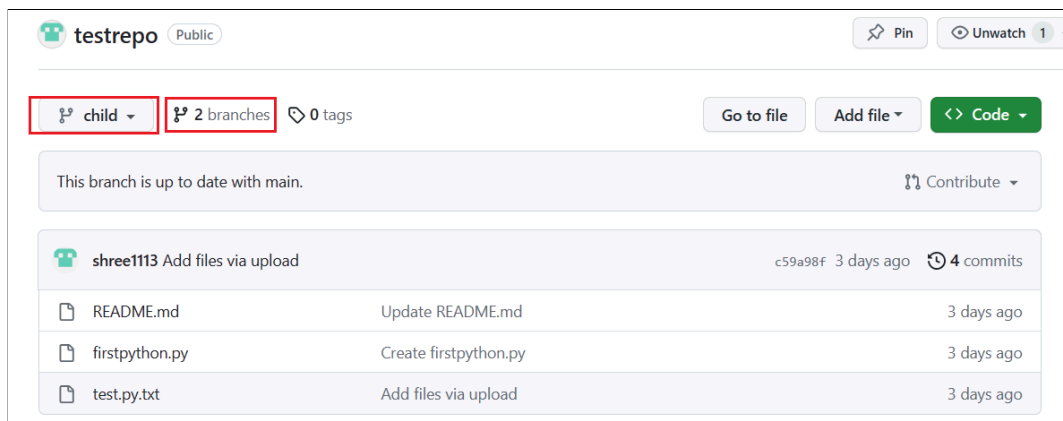 testrepo Public Pin Unwatch 1
child 2 branches 0 tags Go to file Add file Code
This branch is up to date with main. Contribute
shree1113 Add files via upload c59a98f 3 days ago 4 commits
README.md Update README.md 3 days ago
firstpython.py Create firstpython.py 3 days ago
test.py.txt Add files via upload 3 days ago